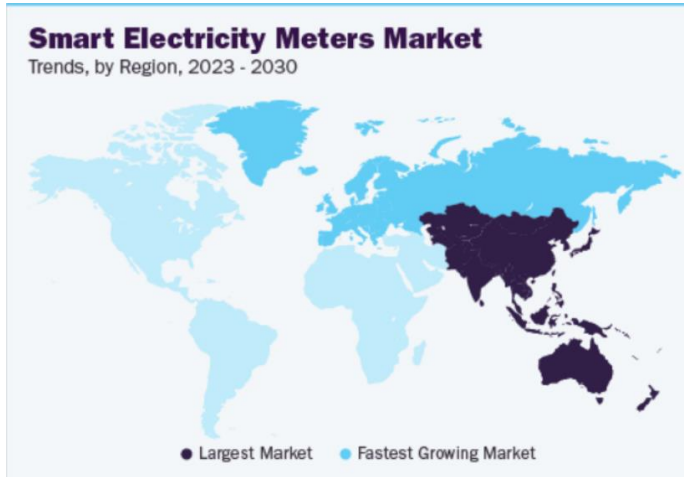 Smart Electricity Meters Market
Trends, by Region, 2023 - 2030
Largest Market
Fastest Growing Market